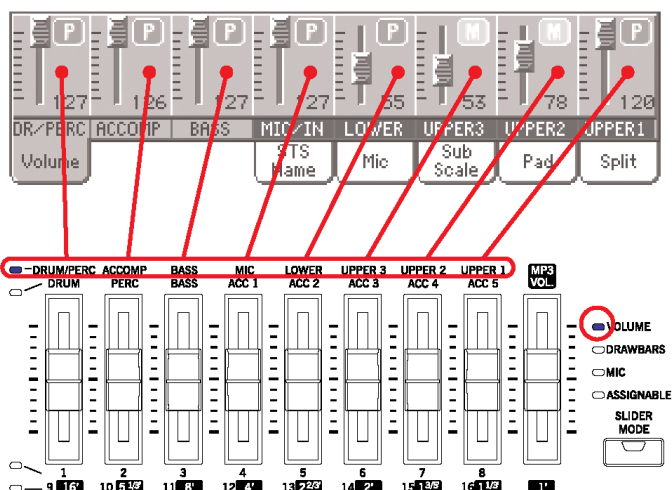 P P P P P M M P
127 126 127 127 55 53 78 120
DR/PERC ACCOMP BASS MIC/IN LOWER UPPER3 UPPER2 UPPER1
Volume STS Name Mic Sub Scale Pad Split
DRUM/PERC ACCOMP BASS MIC LOWER UPPER 3 UPPER 2 UPPER 1 MP3 VOL.
DRUM PERC BASS ACC 1 ACC 2 ACC 3 ACC 4 ACC 5
VOLUME
DRAWBARS
MIC
ASSIGNABLE
SLIDER
MODE
1 2 3 4 5 6 7 8
9 16' 10 5 1/3' 11 8' 12 4' 13 2 2/3' 14 2' 15 1 3/5' 16 1 1/3' 1'